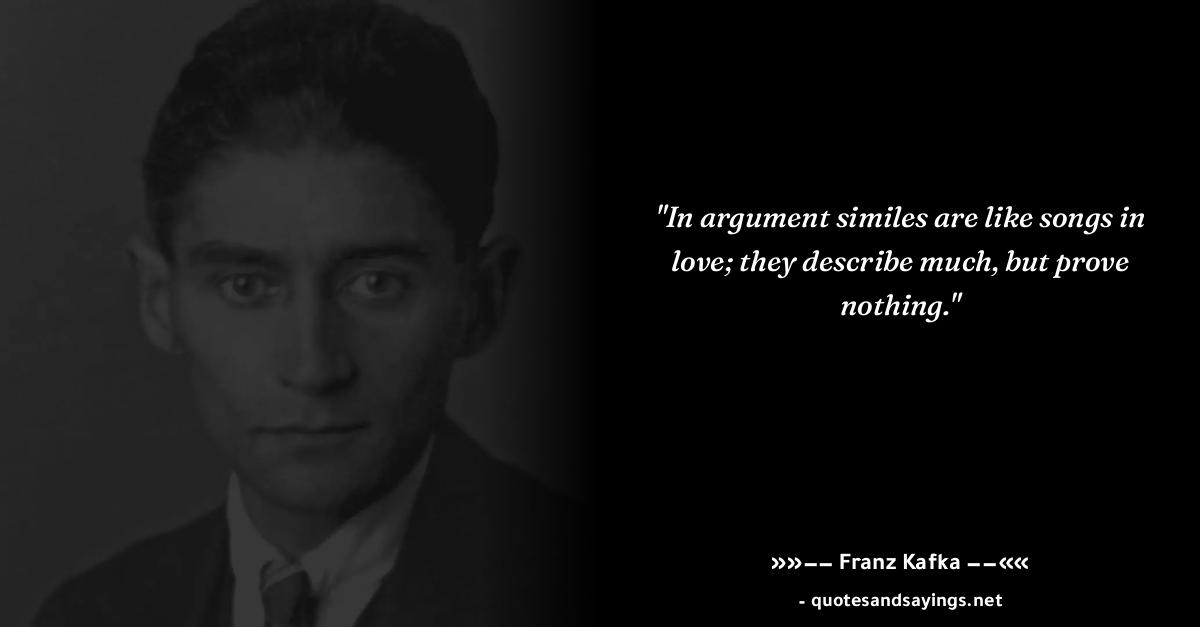 "In argument similes are like songs in
love; they describe much, but prove
nothing."
»»–– Franz Kafka ––««
- quotesandsayings.net